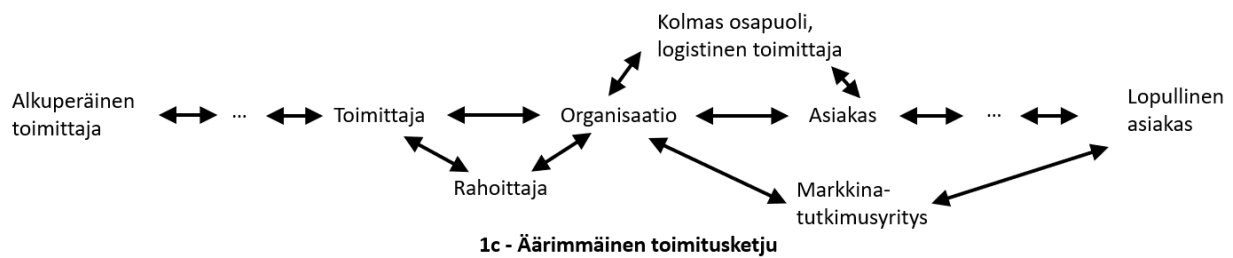 Kolmas osapuoli,
logistinen toimittaja
Alkuperäinen
toimittaja
...
Toimittaja
Organisaatio
Asiakas
...
Lopullinen
asiakas
Rahoittaja
Markkina-
tutkimusyritys
1c - Äärimmäinen toimitusketju